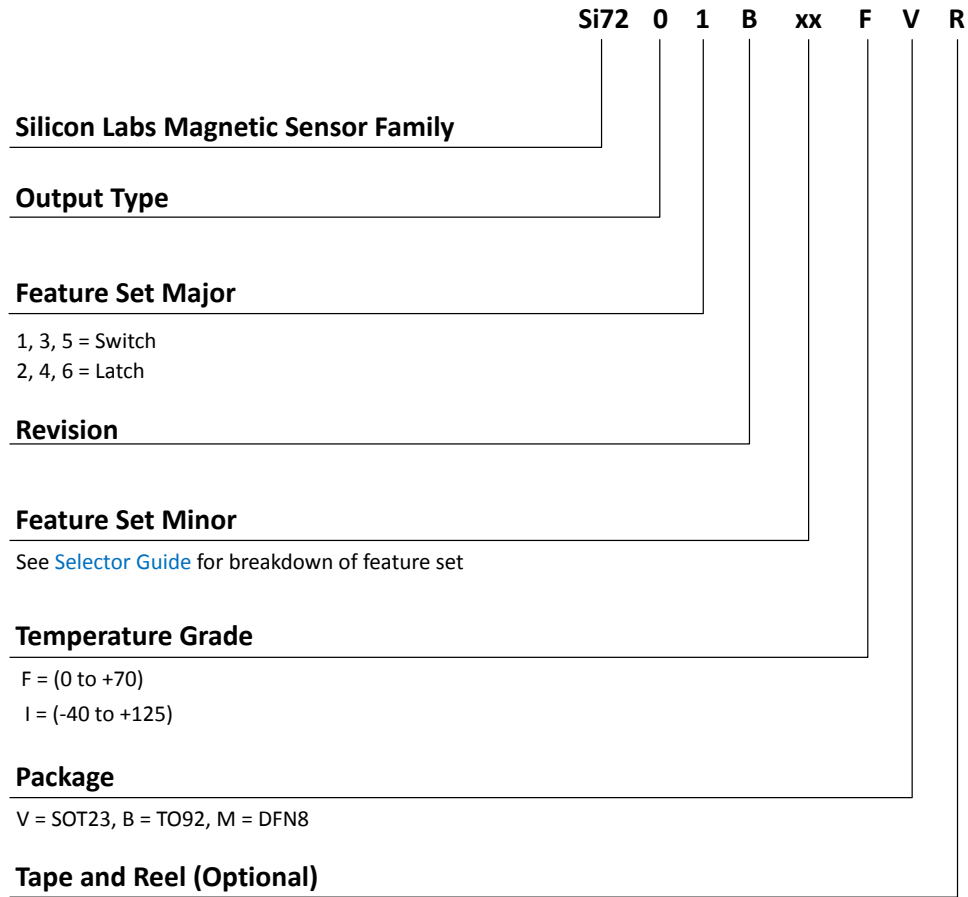 Si72 0 1 B xx F V R
Silicon Labs Magnetic Sensor Family
Output Type
Feature Set Major
1, 3, 5 = Switch
2, 4, 6 = Latch
Revision
Feature Set Minor
See Selector Guide for breakdown of feature set
Temperature Grade
F = (0 to +70)
I = (-40 to +125)
Package
V = SOT23, B = TO92, M = DFN8
Tape and Reel (Optional)